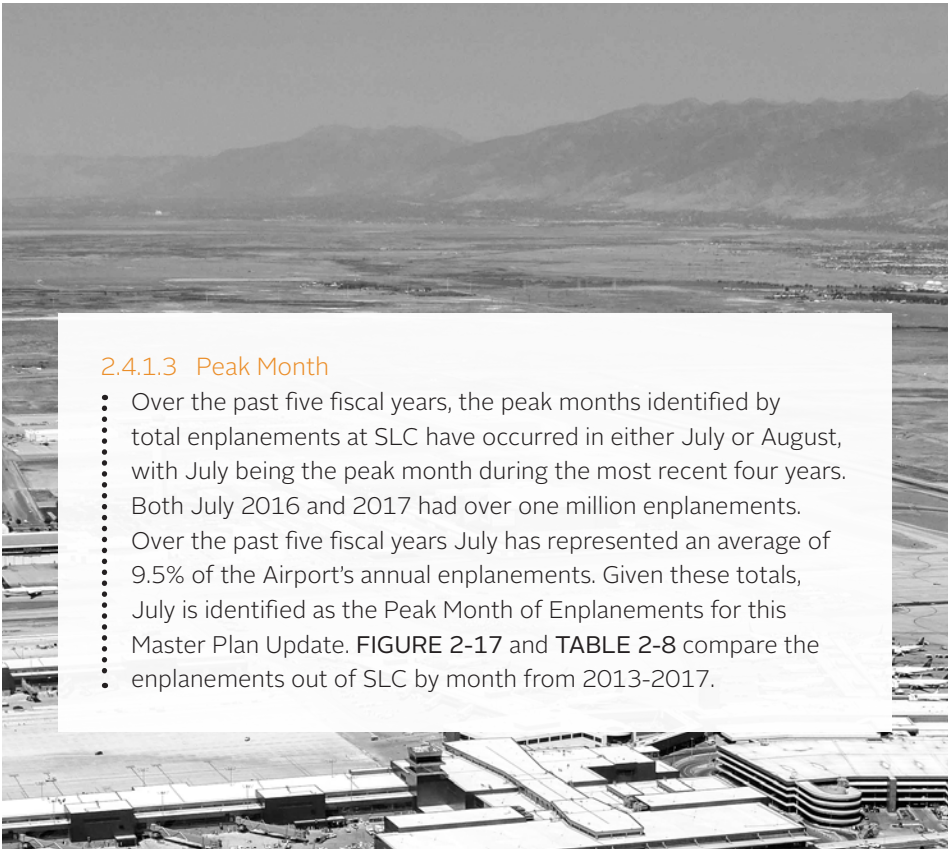 2.4.1.3 Peak Month
Over the past five fiscal years, the peak months identified by
total enplanements at SLC have occurred in either July or August,
with July being the peak month during the most recent four years.
Both July 2016 and 2017 had over one million enplanements.
Over the past five fiscal years July has represented an average of
9.5% of the Airport’s annual enplanements. Given these totals,
July is identified as the Peak Month of Enplanements for this
Master Plan Update. FIGURE 2-17 and TABLE 2-8 compare the
enplanements out of SLC by month from 2013-2017.